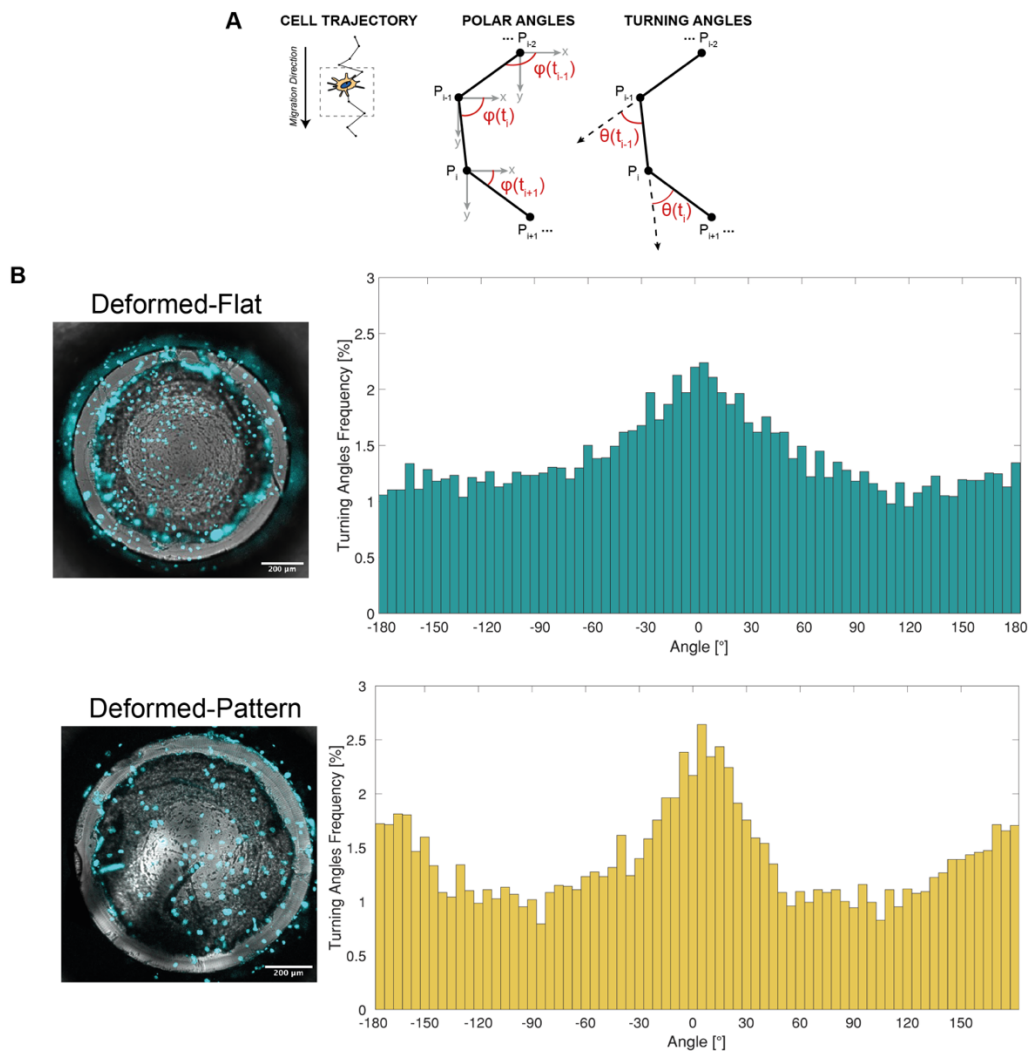 A
CELL TRAJECTORY
POLAR ANGLES
TURNING ANGLES
Migration Direction
... P i-2
x
φ(t i-1)
y
P i-1
x
φ(t i)
y
P i
x
φ(t i+1)
y
P i+1 ...
... P i-2
P i-1
θ(t i-1)
P i
θ(t i)
P i+1 ...
B
Deformed-Flat
200 µm
Turning Angles Frequency [%]
3
2.5
2
1.5
1
0.5
0
-180 -150 -120 -90 -60 -30 0 30 60 90 120 150 180
Angle [°]
Deformed-Pattern
200 µm
Turning Angles Frequency [%]
3
2.5
2
1.5
1
0.5
0
-180 -150 -120 -90 -60 -30 0 30 60 90 120 150
Angle [°]